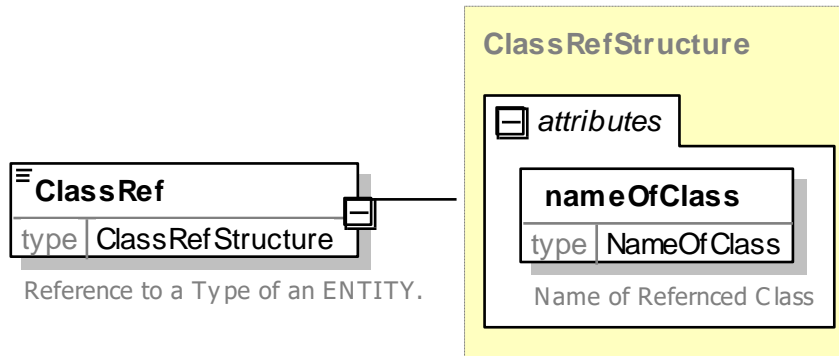 ClassRefStructure
attributes
ClassRef
type ClassRefStructure
Reference to a Type of an ENTITY.
nameOfClass
type NameOfClass
Name of Refernced Class